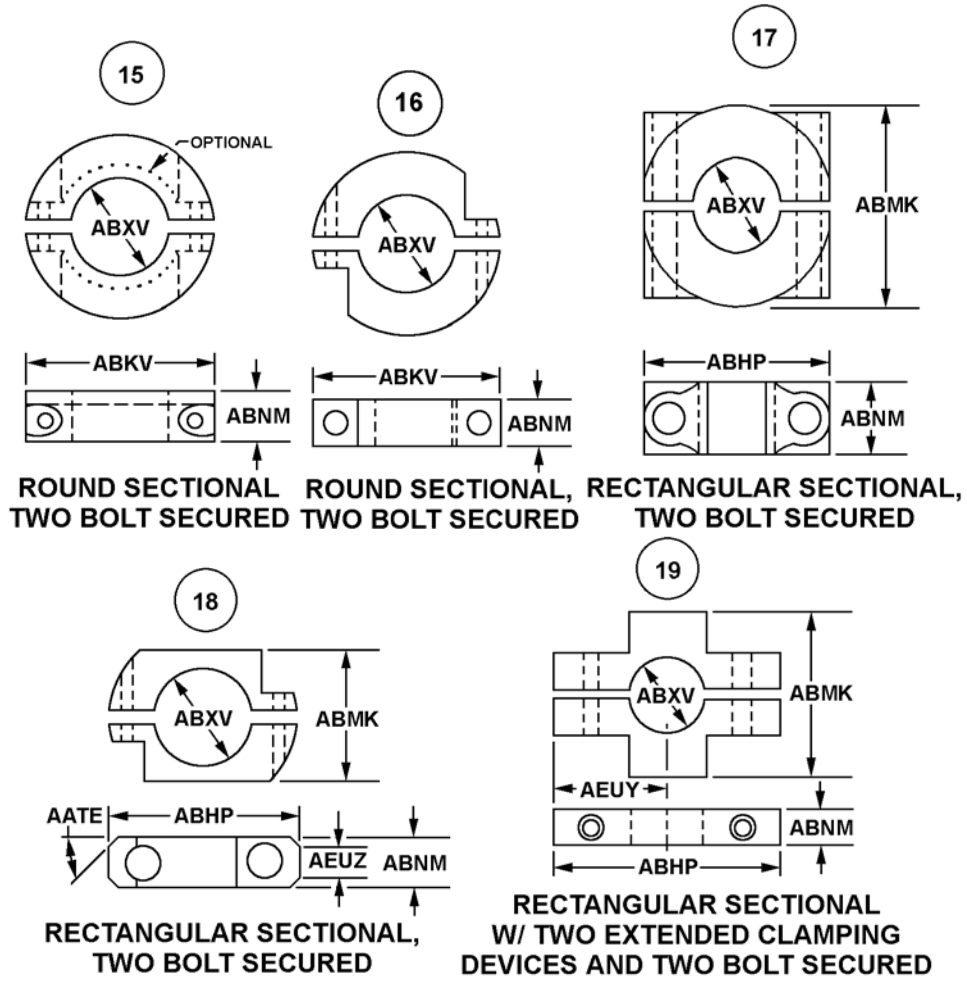 15
OPTIONAL
ABXV
ABKV
ABNM
ROUND SECTIONAL
TWO BOLT SECURED
16
ABXV
ABKV
ABNM
ROUND SECTIONAL,
TWO BOLT SECURED
17
ABXV
ABMK
ABHP
ABNM
RECTANGULAR SECTIONAL,
TWO BOLT SECURED
18
ABXV
ABMK
AATE
ABHP
AEUZ
ABNM
RECTANGULAR SECTIONAL,
TWO BOLT SECURED
19
ABXV
ABMK
AEUY
ABNM
ABHP
RECTANGULAR SECTIONAL
W/ TWO EXTENDED CLAMPING
DEVICES AND TWO BOLT SECURED